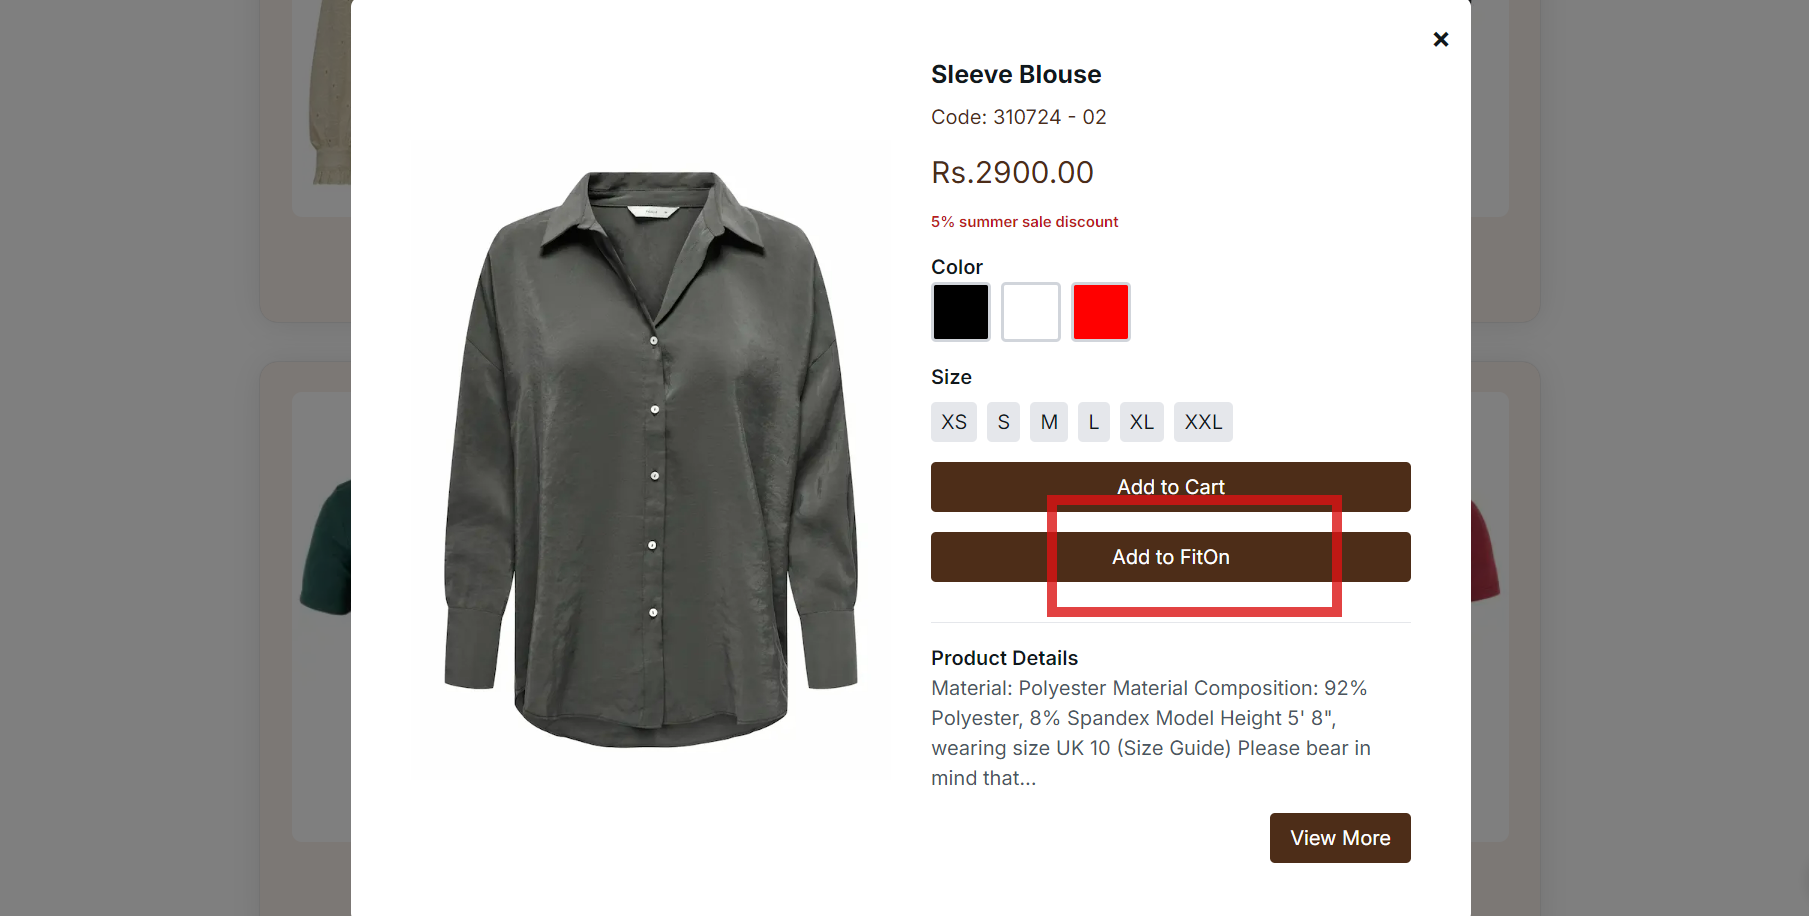 Sleeve Blouse
Code: 310724 - 02
Rs.2900.00
5% summer sale discount
Color
Size
XS S M L XL XXL
Add to Cart
Add to FitOn
Product Details
Material: Polyester Material Composition: 92%
Polyester, 8% Spandex Model Height 5' 8",
wearing size UK 10 (Size Guide) Please bear in
mind that...
View More